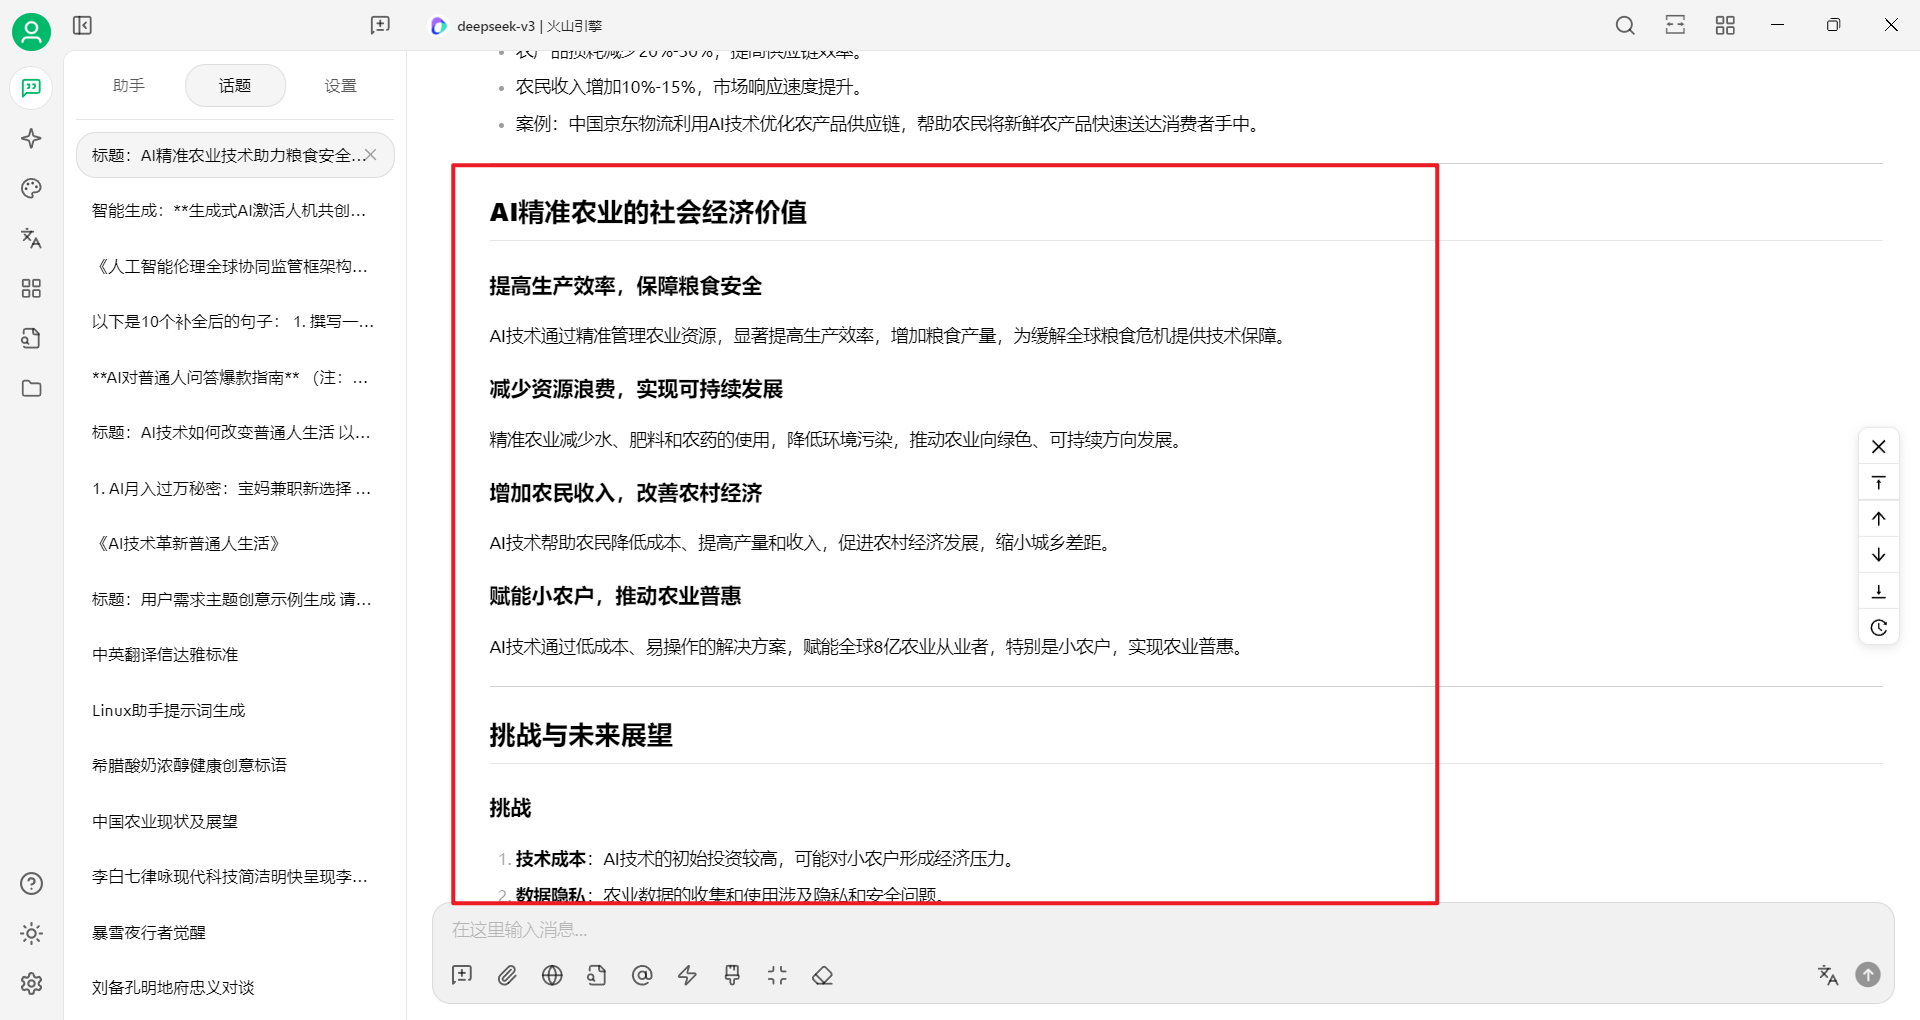 deepseek-v3 | 火山引擎
助手
话题
设置
标题：AI精准农业技术助力粮食安全...
智能生成：**生成式AI激活人机共创...
《人工智能伦理全球协同监管框架构...
以下是10个补全后的句子： 1. 撰写一...
**AI对普通人问答爆款指南** （注：...
标题：AI技术如何改变普通人生活 以...
1. AI月入过万秘密：宝妈兼职新选择 ...
《AI技术革新普通人生活》
标题：用户需求主题创意示例生成 请...
中英翻译信达雅标准
Linux助手提示词生成
希腊酸奶浓醇健康创意标语
中国农业现状及展望
李白七律咏现代科技简洁明快呈现李...
暴雪夜行者觉醒
刘备孔明地府忠义对谈
农产品损耗减少20%-30%，提高供应链效率。
农民收入增加10%-15%，市场响应速度提升。
案例：中国京东物流利用AI技术优化农产品供应链，帮助农民将新鲜农产品快速送达消费者手中。
AI精准农业的社会经济价值
提高生产效率，保障粮食安全
AI技术通过精准管理农业资源，显著提高生产效率，增加粮食产量，为缓解全球粮食危机提供技术保障。
减少资源浪费，实现可持续发展
精准农业减少水、肥料和农药的使用，降低环境污染，推动农业向绿色、可持续方向发展。
增加农民收入，改善农村经济
AI技术帮助农民降低成本、提高产量和收入，促进农村经济发展，缩小城乡差距。
赋能小农户，推动农业普惠
AI技术通过低成本、易操作的解决方案，赋能全球8亿农业从业者，特别是小农户，实现农业普惠。
挑战与未来展望
挑战
1. 技术成本：AI技术的初始投资较高，可能对小农户形成经济压力。
2. 数据隐私：农业数据的收集和使用涉及隐私和安全问题。
在这里输入消息...